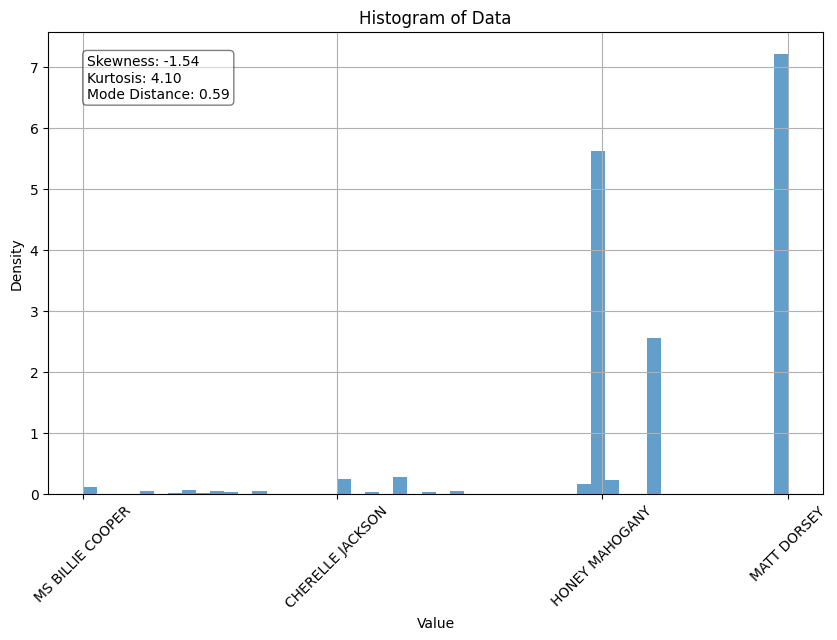 Histogram of Data
Skewness: -1.54
Kurtosis: 4.10
Mode Distance: 0.59
Density
7
6
5
4
3
2
1
0
MS BILLIE COOPER
CHERELLE JACKSON
HONEY MAHOGANY
MATT DORSEY
Value